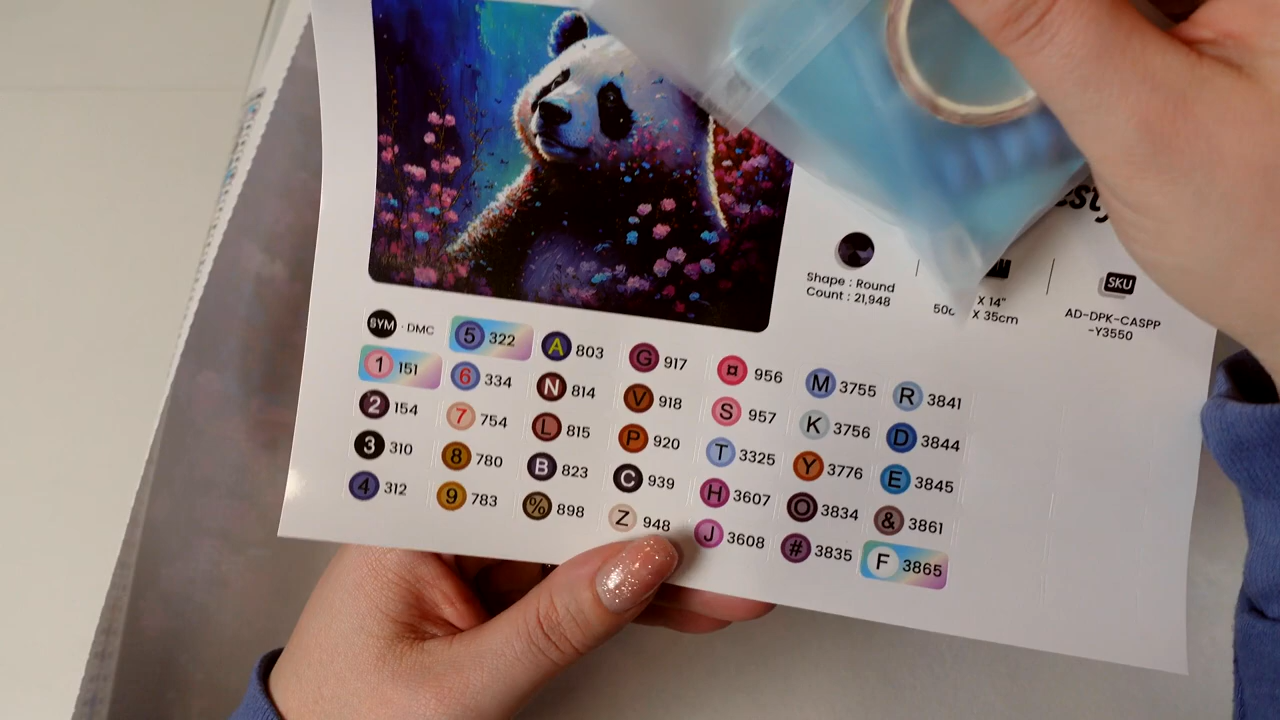 Shape : Round
Count : 21,948
X 14"
X 35cm
SKU
AD-DPK-CASPP
-Y3550
SYM · DMC
1 151
2 154
3 310
4 312
5 322
6 334
7 754
8 780
9 783
A 803
N 814
L 815
B 823
% 898
G 917
V 918
P 920
C 939
Z 948
¤ 956
S 957
T 3325
H 3607
J 3608
M 3755
K 3756
Y 3776
O 3834
# 3835
R 3841
D 3844
E 3845
& 3861
F 3865